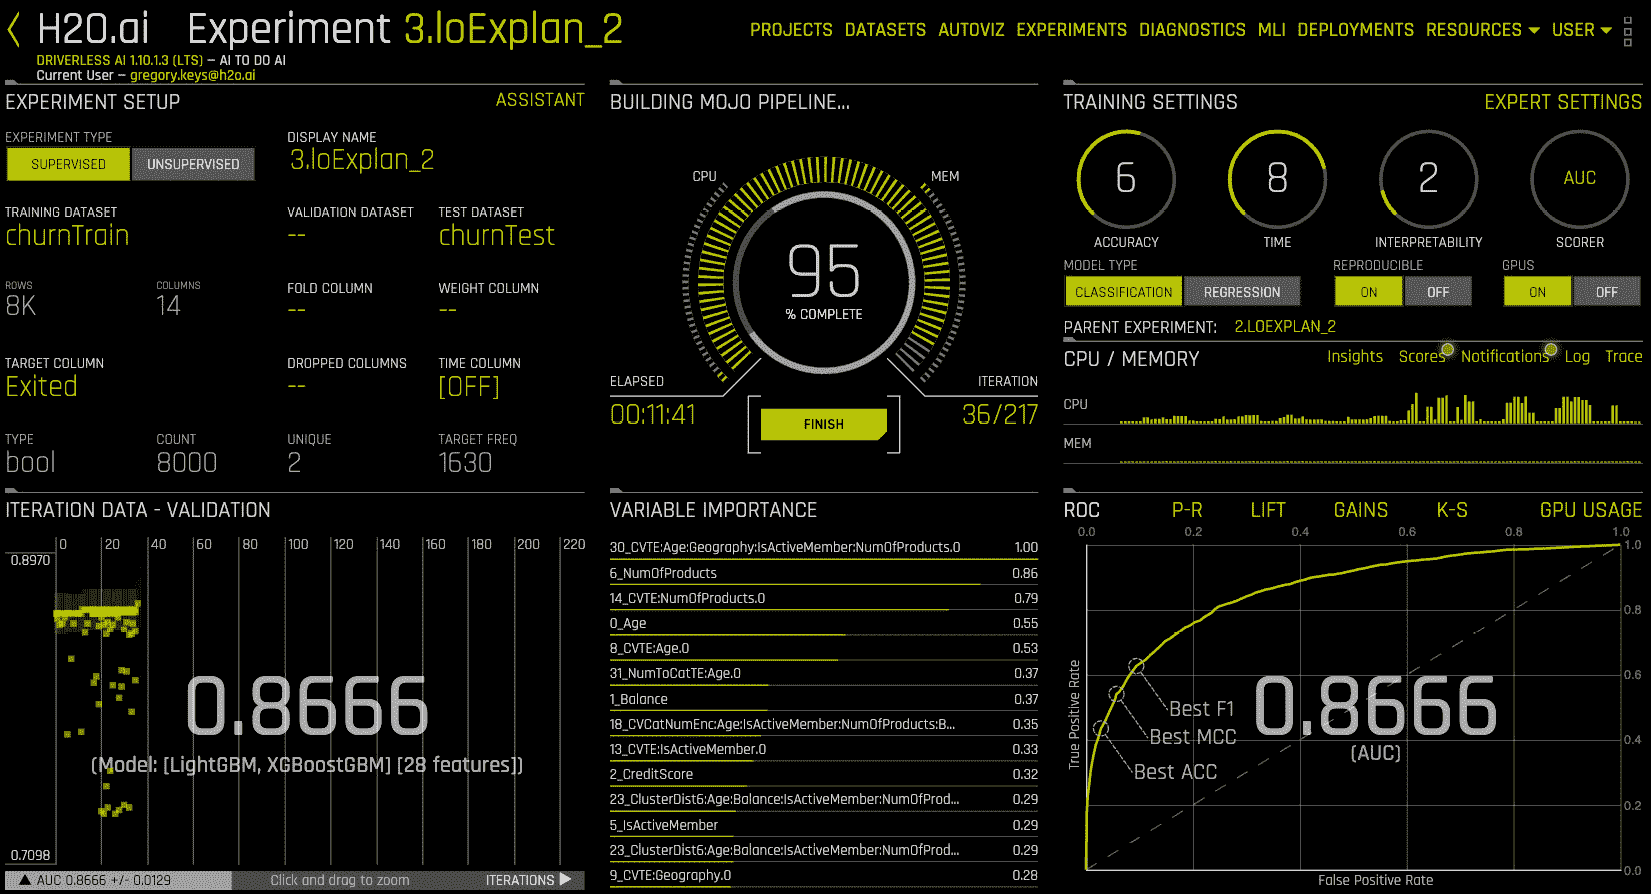 H2O.ai Experiment 3.loExplan_2
DRIVERLESS AI 1.10.1.3 (LTS) – AI TO DO AI
Current User – gregory.keys@h2o.ai
PROJECTS DATASETS AUTOVIZ EXPERIMENTS DIAGNOSTICS MLI DEPLOYMENTS RESOURCES USER
EXPERIMENT SETUP ASSISTANT
EXPERIMENT TYPE
SUPERVISED UNSUPERVISED
DISPLAY NAME
3.loExplan_2
TRAINING DATASET VALIDATION DATASET TEST DATASET
churnTrain -- churnTest
ROWS COLUMNS FOLD COLUMN WEIGHT COLUMN
8K 14 -- --
TARGET COLUMN DROPPED COLUMNS TIME COLUMN
Exited -- [OFF]
TYPE COUNT UNIQUE TARGET FREQ
bool 8000 2 1630
BUILDING MOJO PIPELINE...
CPU MEM
95
% COMPLETE
ELAPSED ITERATION
00:11:41 36/217
FINISH
TRAINING SETTINGS EXPERT SETTINGS
6 8 2 AUC
ACCURACY TIME INTERPRETABILITY SCORER
MODEL TYPE REPRODUCIBLE GPUS
CLASSIFICATION REGRESSION ON OFF ON OFF
PARENT EXPERIMENT: 2.LOEXPLAN_2
CPU / MEMORY Insights Scores Notifications Log Trace
CPU
MEM
ITERATION DATA - VALIDATION
0 20 40 60 80 100 120 140 160 180 200 220
0.8970
0.8666
(Model: [LightGBM, XGBoostGBM] [28 features])
0.7098
AUC 0.8666 +/- 0.0129 Click and drag to zoom ITERATIONS
VARIABLE IMPORTANCE
30_CVTE:Age:Geography:IsActiveMember:NumOfProducts.0 1.00
6_NumOfProducts 0.86
14_CVTE:NumOfProducts.0 0.79
0_Age 0.55
8_CVTE:Age.0 0.53
31_NumToCatTE:Age.0 0.37
1_Balance 0.37
18_CVCatNumEnc:Age:IsActiveMember:NumOfProducts:B... 0.35
13_CVTE:IsActiveMember.0 0.33
2_CreditScore 0.32
23_ClusterDist6:Age:Balance:IsActiveMember:NumOfProd... 0.29
5_IsActiveMember 0.29
23_ClusterDist6:Age:Balance:IsActiveMember:NumOfProd... 0.29
9_CVTE:Geography.0 0.28
ROC P-R LIFT GAINS K-S GPU USAGE
0.0 0.2 0.4 0.6 0.8 1.0
1.0
0.8
0.6
0.4
0.2
0.0
True Positive Rate
Best F1
Best MCC
Best ACC
0.8666
(AUC)
False Positive Rate